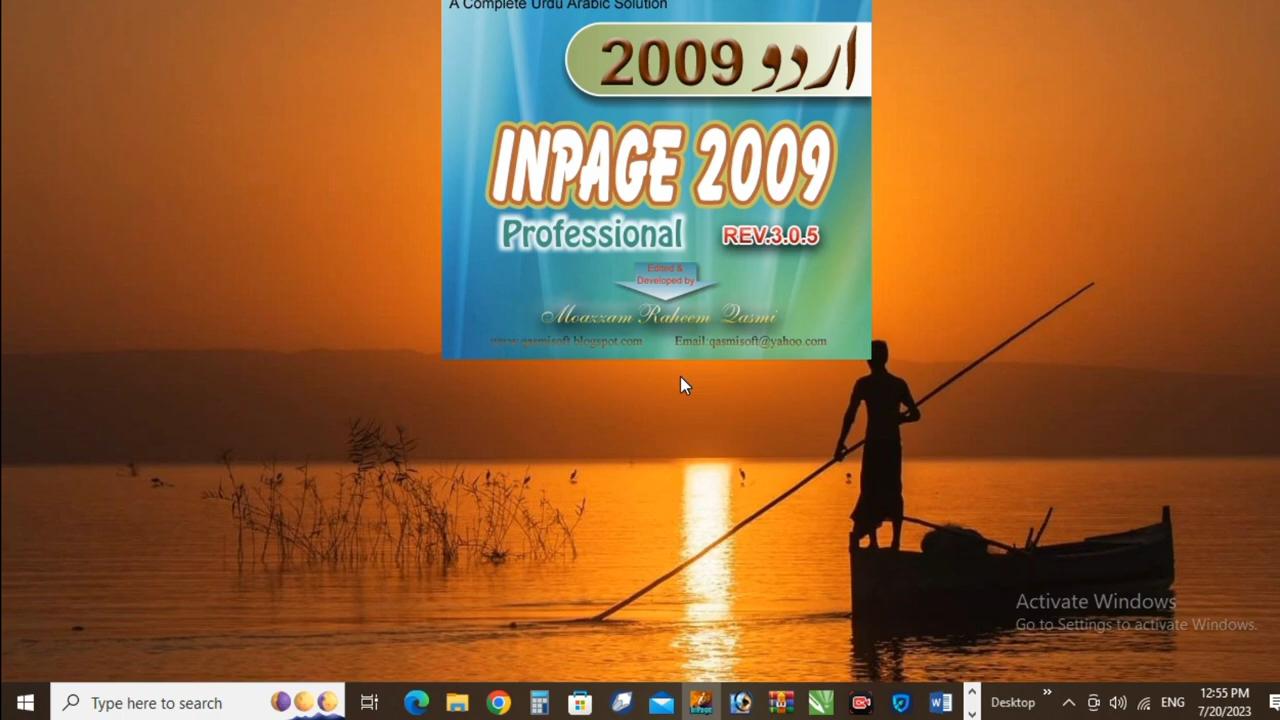 A Complete Urdu Arabic Solution
اردو 2009
INPAGE 2009
Professional REV.3.0.5
Edited &
Developed by
Moazzam Raheem Qasmi
www.qasmisoft.blogspot.com Email:qasmisoft@yahoo.com
Activate Windows
Go to Settings to activate Windows.
Type here to search
InPage
Desktop
ENG
12:55 PM
7/20/2023